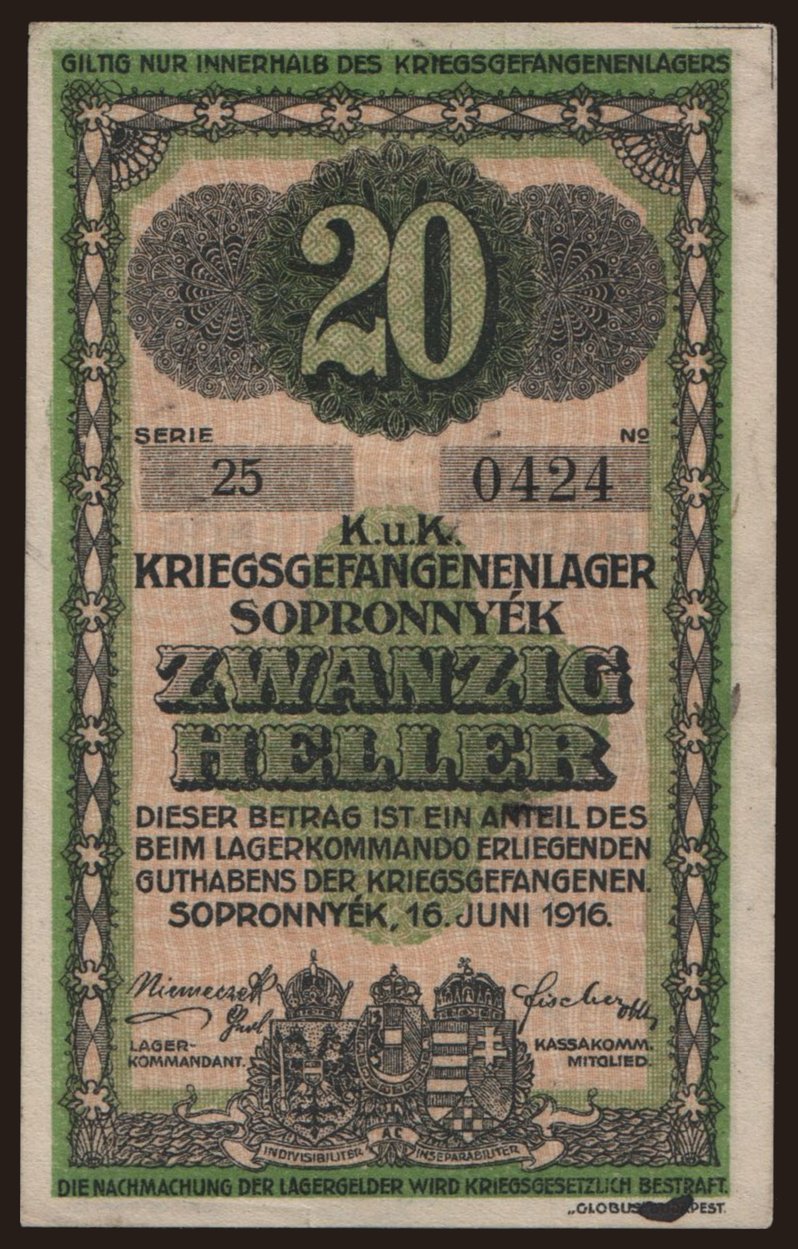 GILTIG NUR INNERHALB DES KRIEGSGEFANGENENLAGERS
20
SERIE No
25 0424
K.u.K.
KRIEGSGEFANGENENLAGER
SOPRONNYÉK
ZWANZIG
HELLER
DIESER BETRAG IST EIN ANTEIL DES
BEIM LAGERKOMMANDO ERLIEGENDEN
GUTHABENS DER KRIEGSGEFANGENEN.
SOPRONNYÉK, 16. JUNI 1916.
Fischer
LAGER-
KOMMANDANT.
KASSAKOMM.
MITGLIED.
INDIVISIBILITER AC INSEPARABILITER
DIE NACHMACHUNG DER LAGERGELDER WIRD KRIEGSGESETZLICH BESTRAFT.
„GLOBUS" BUDAPEST.